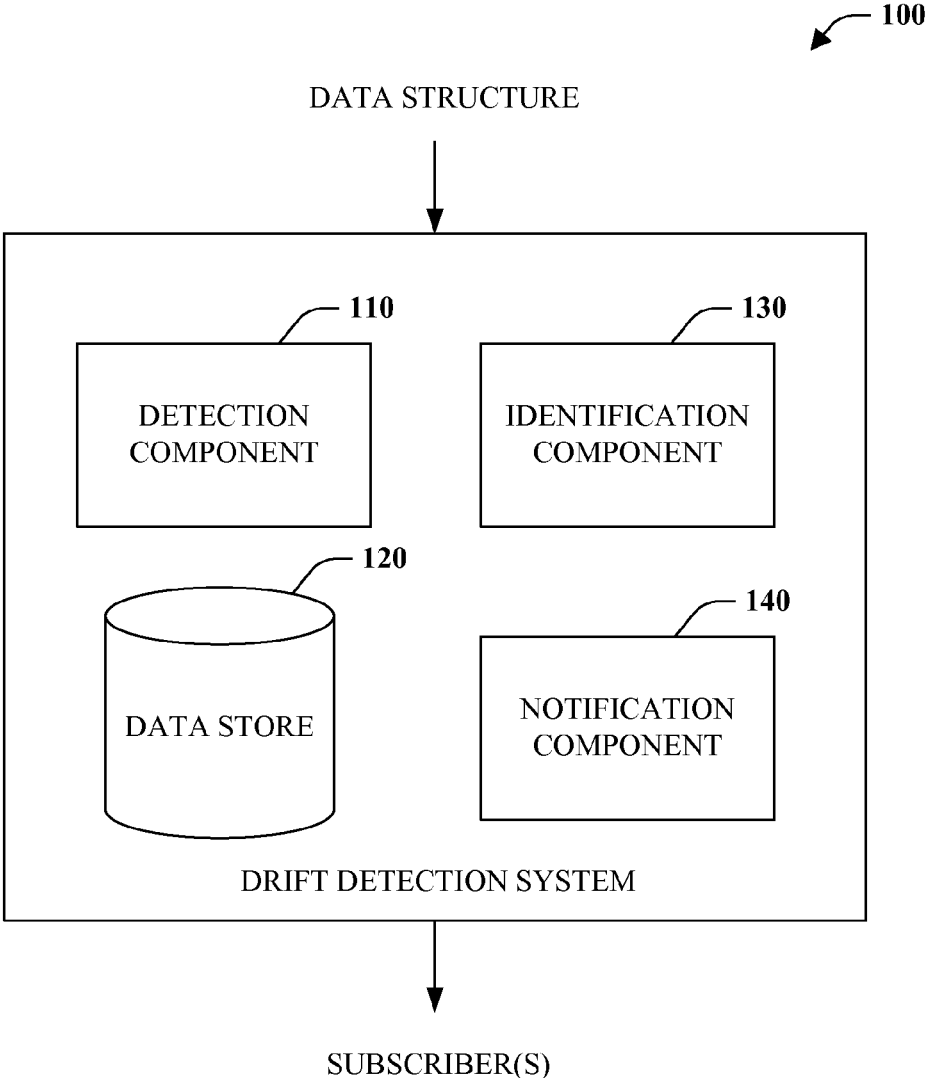 100
DATA STRUCTURE
110
130
DETECTION
COMPONENT
IDENTIFICATION
COMPONENT
120
140
DATA STORE
NOTIFICATION
COMPONENT
DRIFT DETECTION SYSTEM
SUBSCRIBER(S)